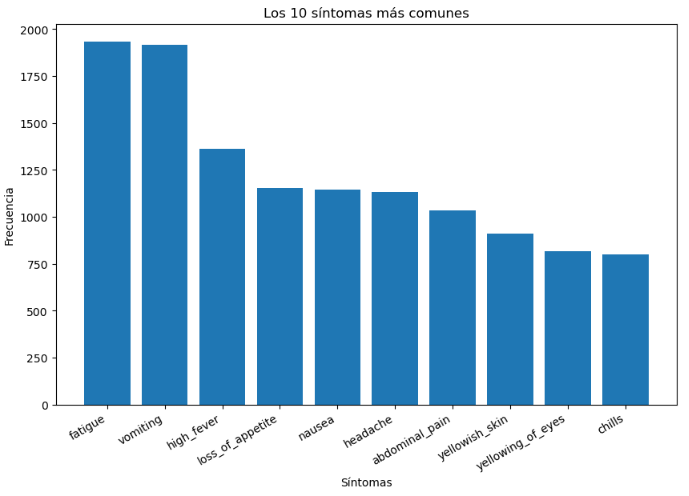 Los 10 síntomas más comunes
Frecuencia
2000
1750
1500
1250
1000
750
500
250
0
fatigue
vomiting
high_fever
loss_of_appetite
nausea
headache
abdominal_pain
yellowish_skin
yellowing_of_eyes
chills
Síntomas